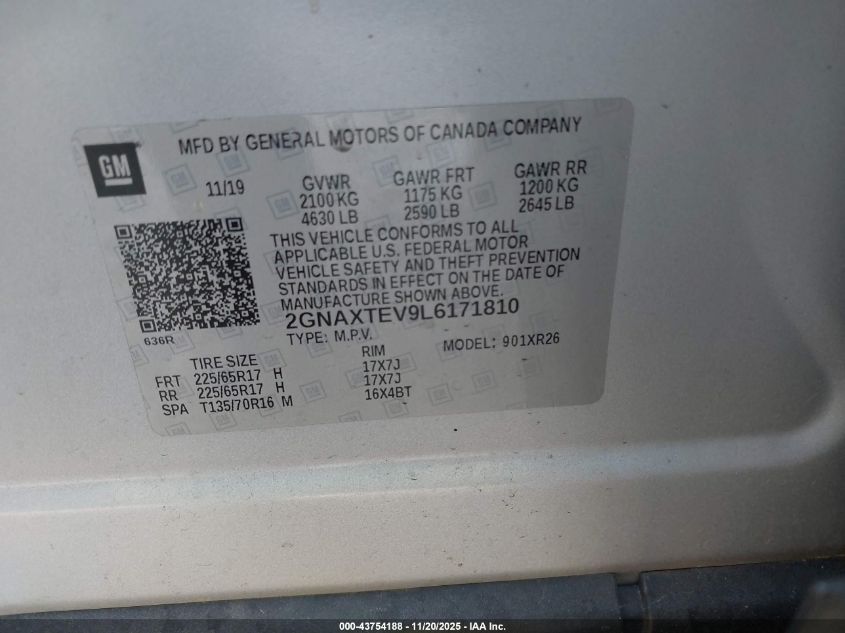 MFD BY GENERAL MOTORS OF CANADA COMPANY
GM
11/19
GVWR GAWR FRT GAWR RR
2100 KG 1175 KG 1200 KG
4630 LB 2590 LB 2645 LB
THIS VEHICLE CONFORMS TO ALL
APPLICABLE U.S. FEDERAL MOTOR
VEHICLE SAFETY AND THEFT PREVENTION
STANDARDS IN EFFECT ON THE DATE OF
MANUFACTURE SHOWN ABOVE.
2GNAXTEV9L6171810
636R
TYPE: M.P.V. MODEL: 901XR26
TIRE SIZE RIM
FRT 225/65R17 H 17X7J
RR 225/65R17 H 17X7J
SPA T135/70R16 M 16X4BT
000-43754188 - 11/20/2025 - IAA Inc.